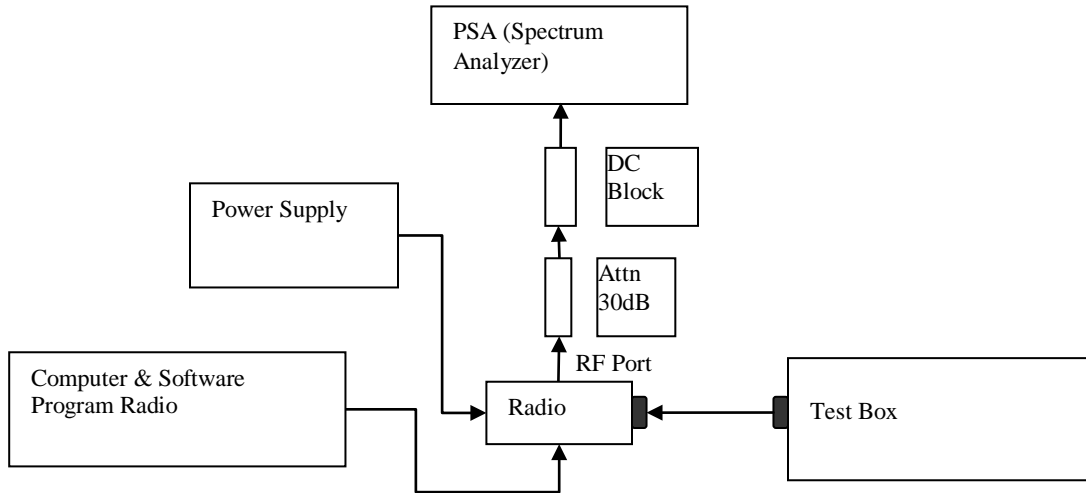 PSA (Spectrum
Analyzer)
DC
Block
Power Supply
Attn
30dB
RF Port
Computer & Software
Program Radio
Radio
Test Box